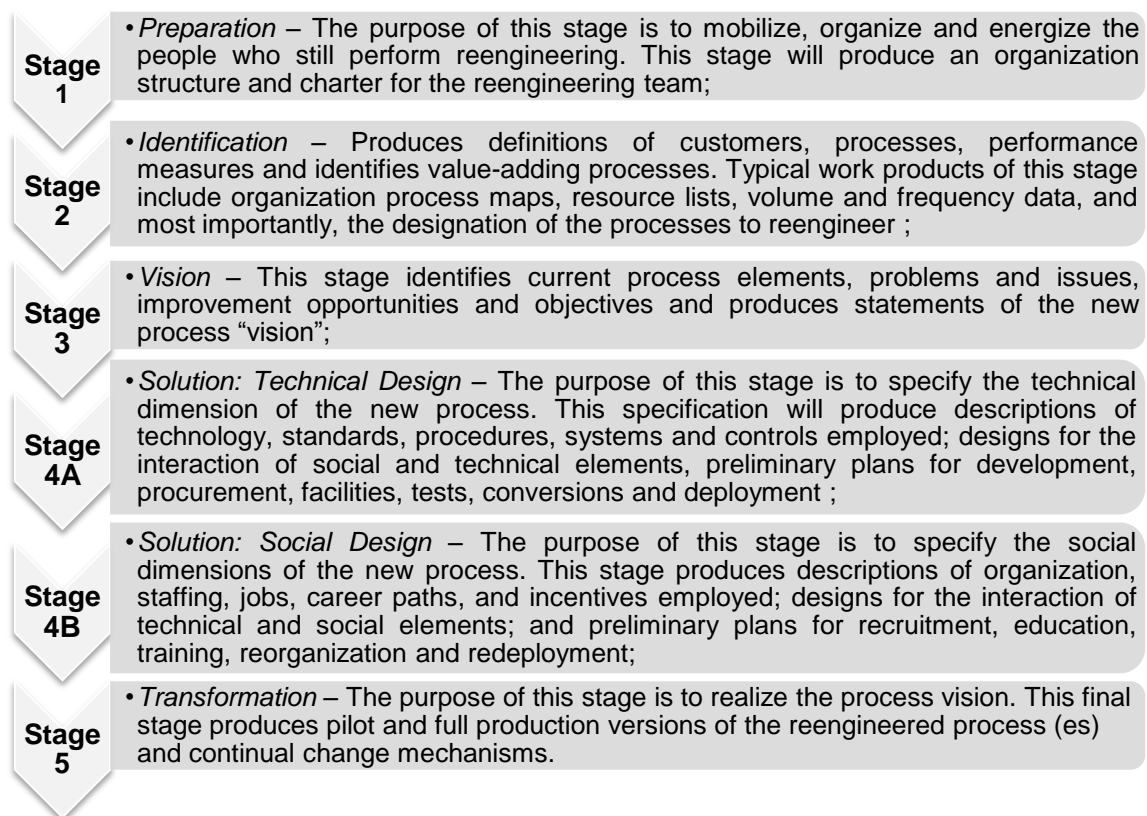 Stage
1
• Preparation – The purpose of this stage is to mobilize, organize and energize the
people who still perform reengineering. This stage will produce an organization
structure and charter for the reengineering team;
Stage
2
• Identification – Produces definitions of customers, processes, performance
measures and identifies value-adding processes. Typical work products of this stage
include organization process maps, resource lists, volume and frequency data, and
most importantly, the designation of the processes to reengineer ;
Stage
3
• Vision – This stage identifies current process elements, problems and issues,
improvement opportunities and objectives and produces statements of the new
process “vision”;
Stage
4A
• Solution: Technical Design – The purpose of this stage is to specify the technical
dimension of the new process. This specification will produce descriptions of
technology, standards, procedures, systems and controls employed; designs for the
interaction of social and technical elements, preliminary plans for development,
procurement, facilities, tests, conversions and deployment ;
Stage
4B
• Solution: Social Design – The purpose of this stage is to specify the social
dimensions of the new process. This stage produces descriptions of organization,
staffing, jobs, career paths, and incentives employed; designs for the interaction of
technical and social elements; and preliminary plans for recruitment, education,
training, reorganization and redeployment;
Stage
5
• Transformation – The purpose of this stage is to realize the process vision. This final
stage produces pilot and full production versions of the reengineered process (es)
and continual change mechanisms.